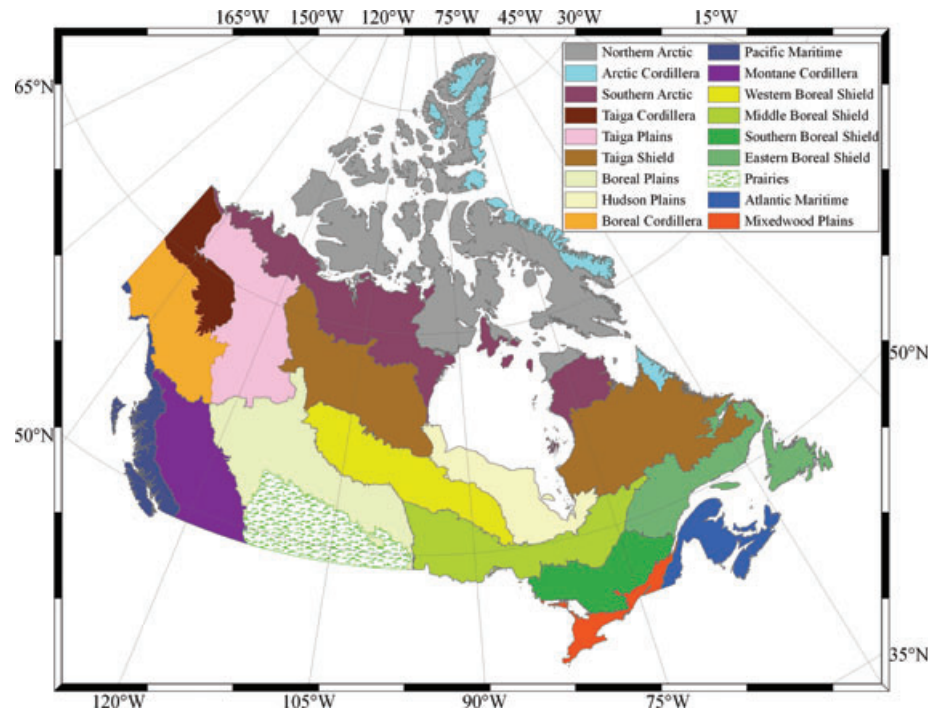 165°W 150°W 120°W 75°W 45°W 30°W 15°W
65°N
Northern Arctic Pacific Maritime
Arctic Cordillera Montane Cordillera
Southern Arctic Western Boreal Shield
Taiga Cordillera Middle Boreal Shield
Taiga Plains Southern Boreal Shield
Taiga Shield Eastern Boreal Shield
Boreal Plains Prairies
Hudson Plains Atlantic Maritime
Boreal Cordillera Mixedwood Plains
50°N
50°N
35°N
120°W 105°W 90°W 75°W